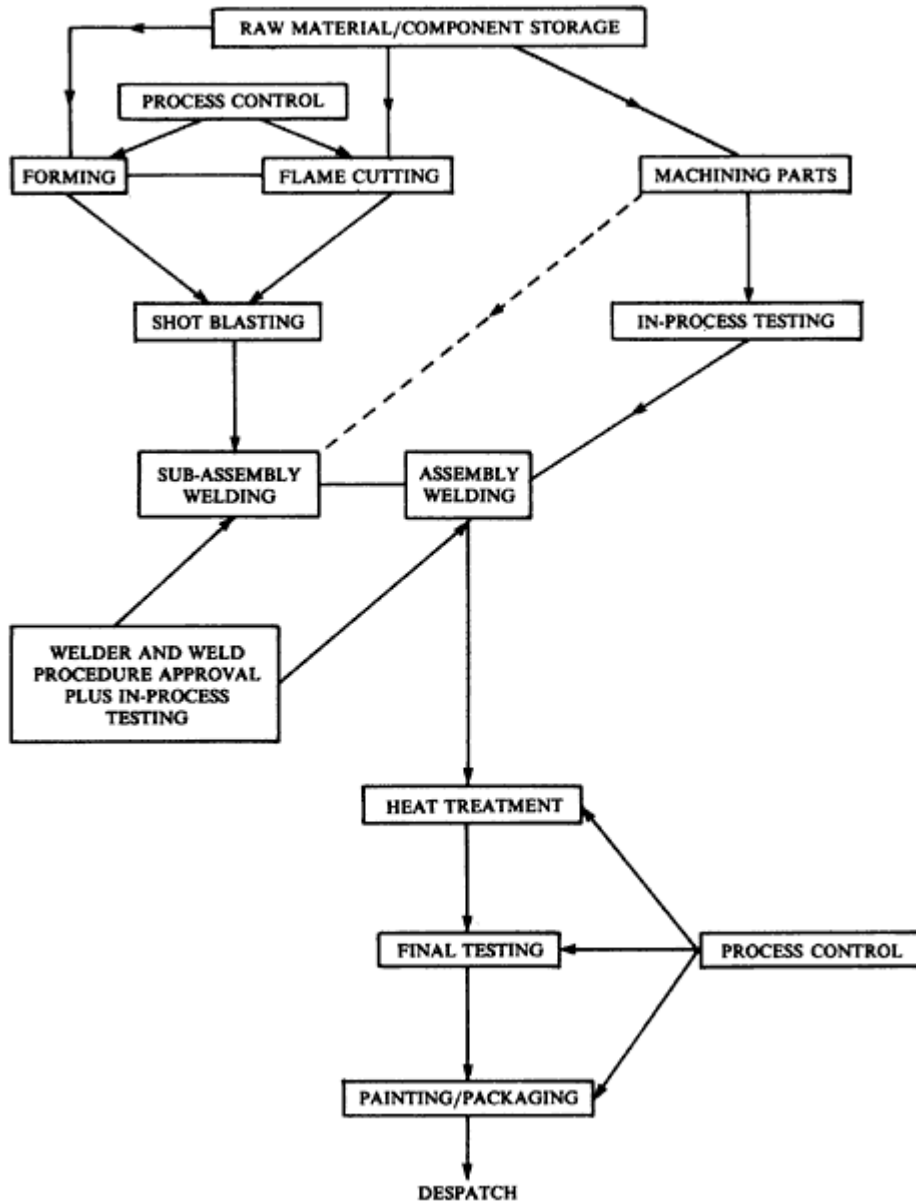 RAW MATERIAL/COMPONENT STORAGE
PROCESS CONTROL
FORMING
FLAME CUTTING
MACHINING PARTS
SHOT BLASTING
IN-PROCESS TESTING
SUB-ASSEMBLY
WELDING
ASSEMBLY
WELDING
WELDER AND WELD
PROCEDURE APPROVAL
PLUS IN-PROCESS
TESTING
HEAT TREATMENT
FINAL TESTING
PROCESS CONTROL
PAINTING/PACKAGING
DESPATCH